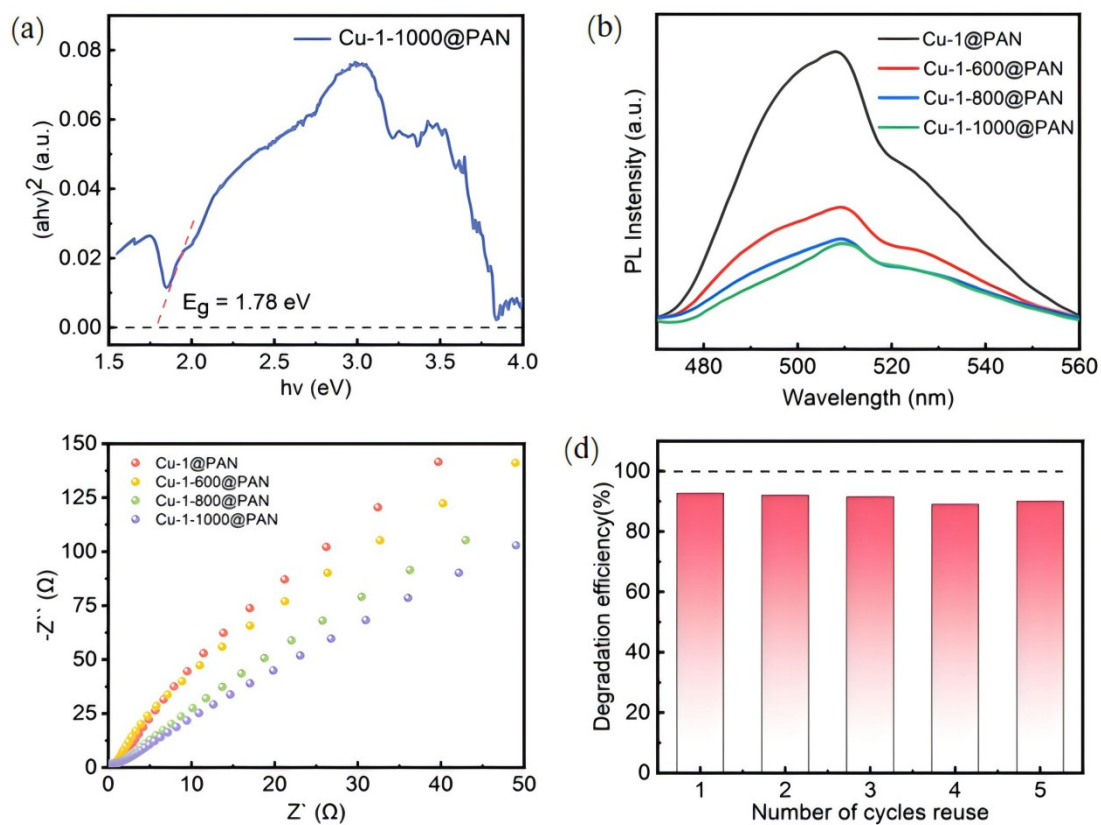 (a)
Cu-1-1000@PAN
(ahv)2 (a.u.)
0.08
0.06
0.04
0.02
0.00
Eg = 1.78 eV
1.5 2.0 2.5 3.0 3.5 4.0
hv (eV)
(b)
Cu-1@PAN
Cu-1-600@PAN
Cu-1-800@PAN
Cu-1-1000@PAN
PL Instensity (a.u.)
480 500 520 540 560
Wavelength (nm)
150
125
100
75
50
25
0
-Z`` (Ω)
Cu-1@PAN
Cu-1-600@PAN
Cu-1-800@PAN
Cu-1-1000@PAN
0 10 20 30 40 50
Z` (Ω)
(d)
Degradation efficiency(%)
100
80
60
40
20
0
1 2 3 4 5
Number of cycles reuse